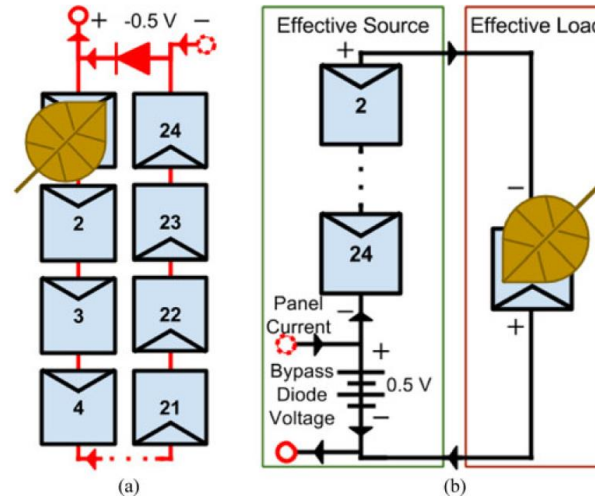 + -0.5 V −
24
2
23
3
22
4
21
(a)
Effective Source
Effective Load
+
2
−
24
Panel
Current
−
+
+
Bypass
Diode
Voltage
0.5 V
−
(b)